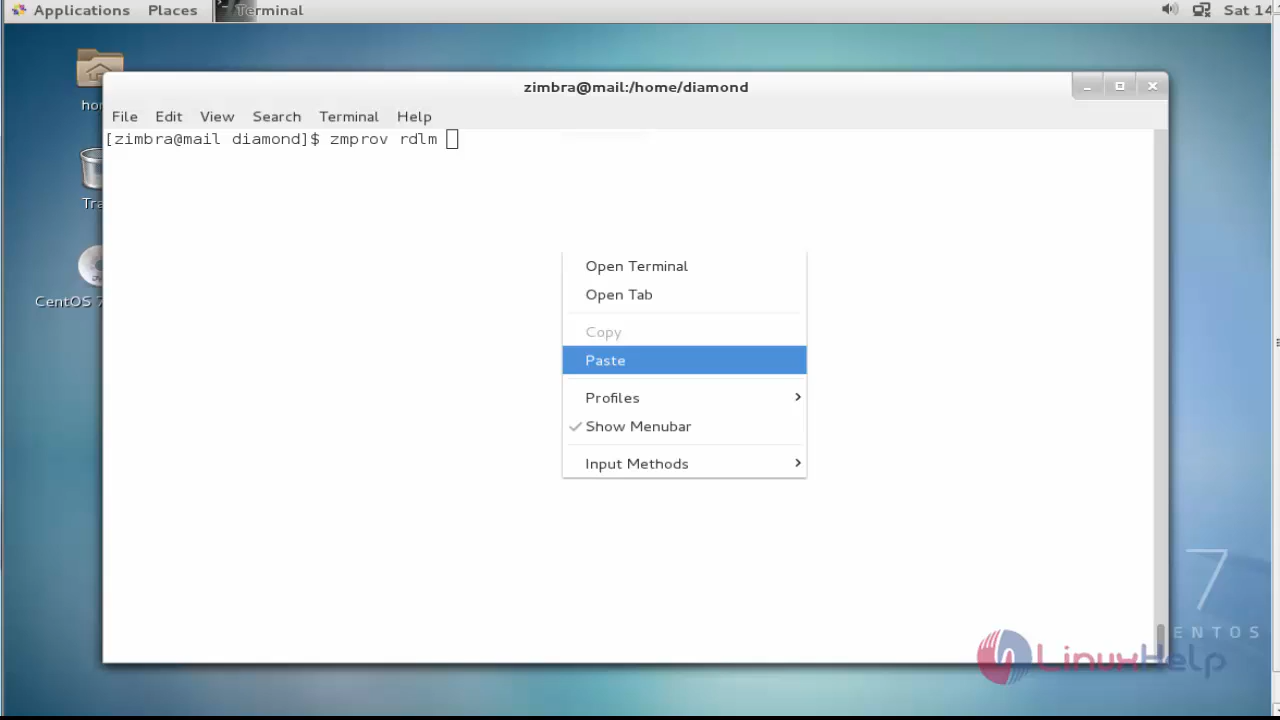 Applications Places Terminal Sat 14
zimbra@mail:/home/diamond
File Edit View Search Terminal Help
[zimbra@mail diamond]$ zmprov rdlm
Open Terminal
Open Tab
Copy
Paste
Profiles
Show Menubar
Input Methods
CentOS 7
7
ENTOS
LinuxHelp